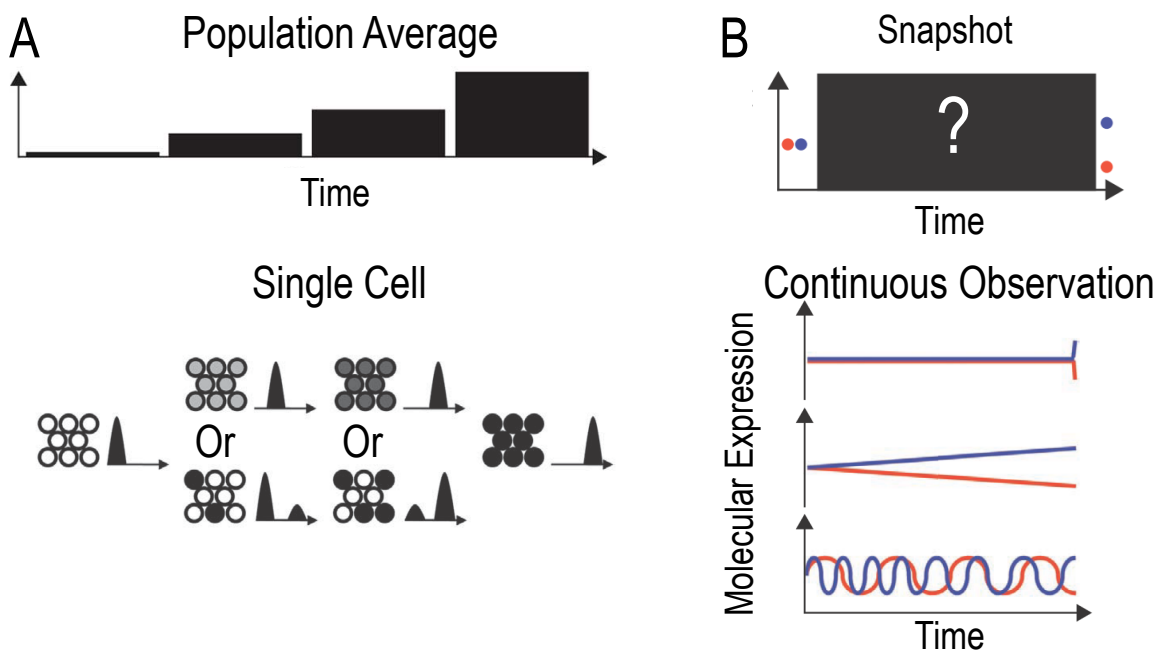 A
Population Average
Time
Single Cell
Or
Or
B
Snapshot
?
Time
Continuous Observation
Molecular Expression
Time